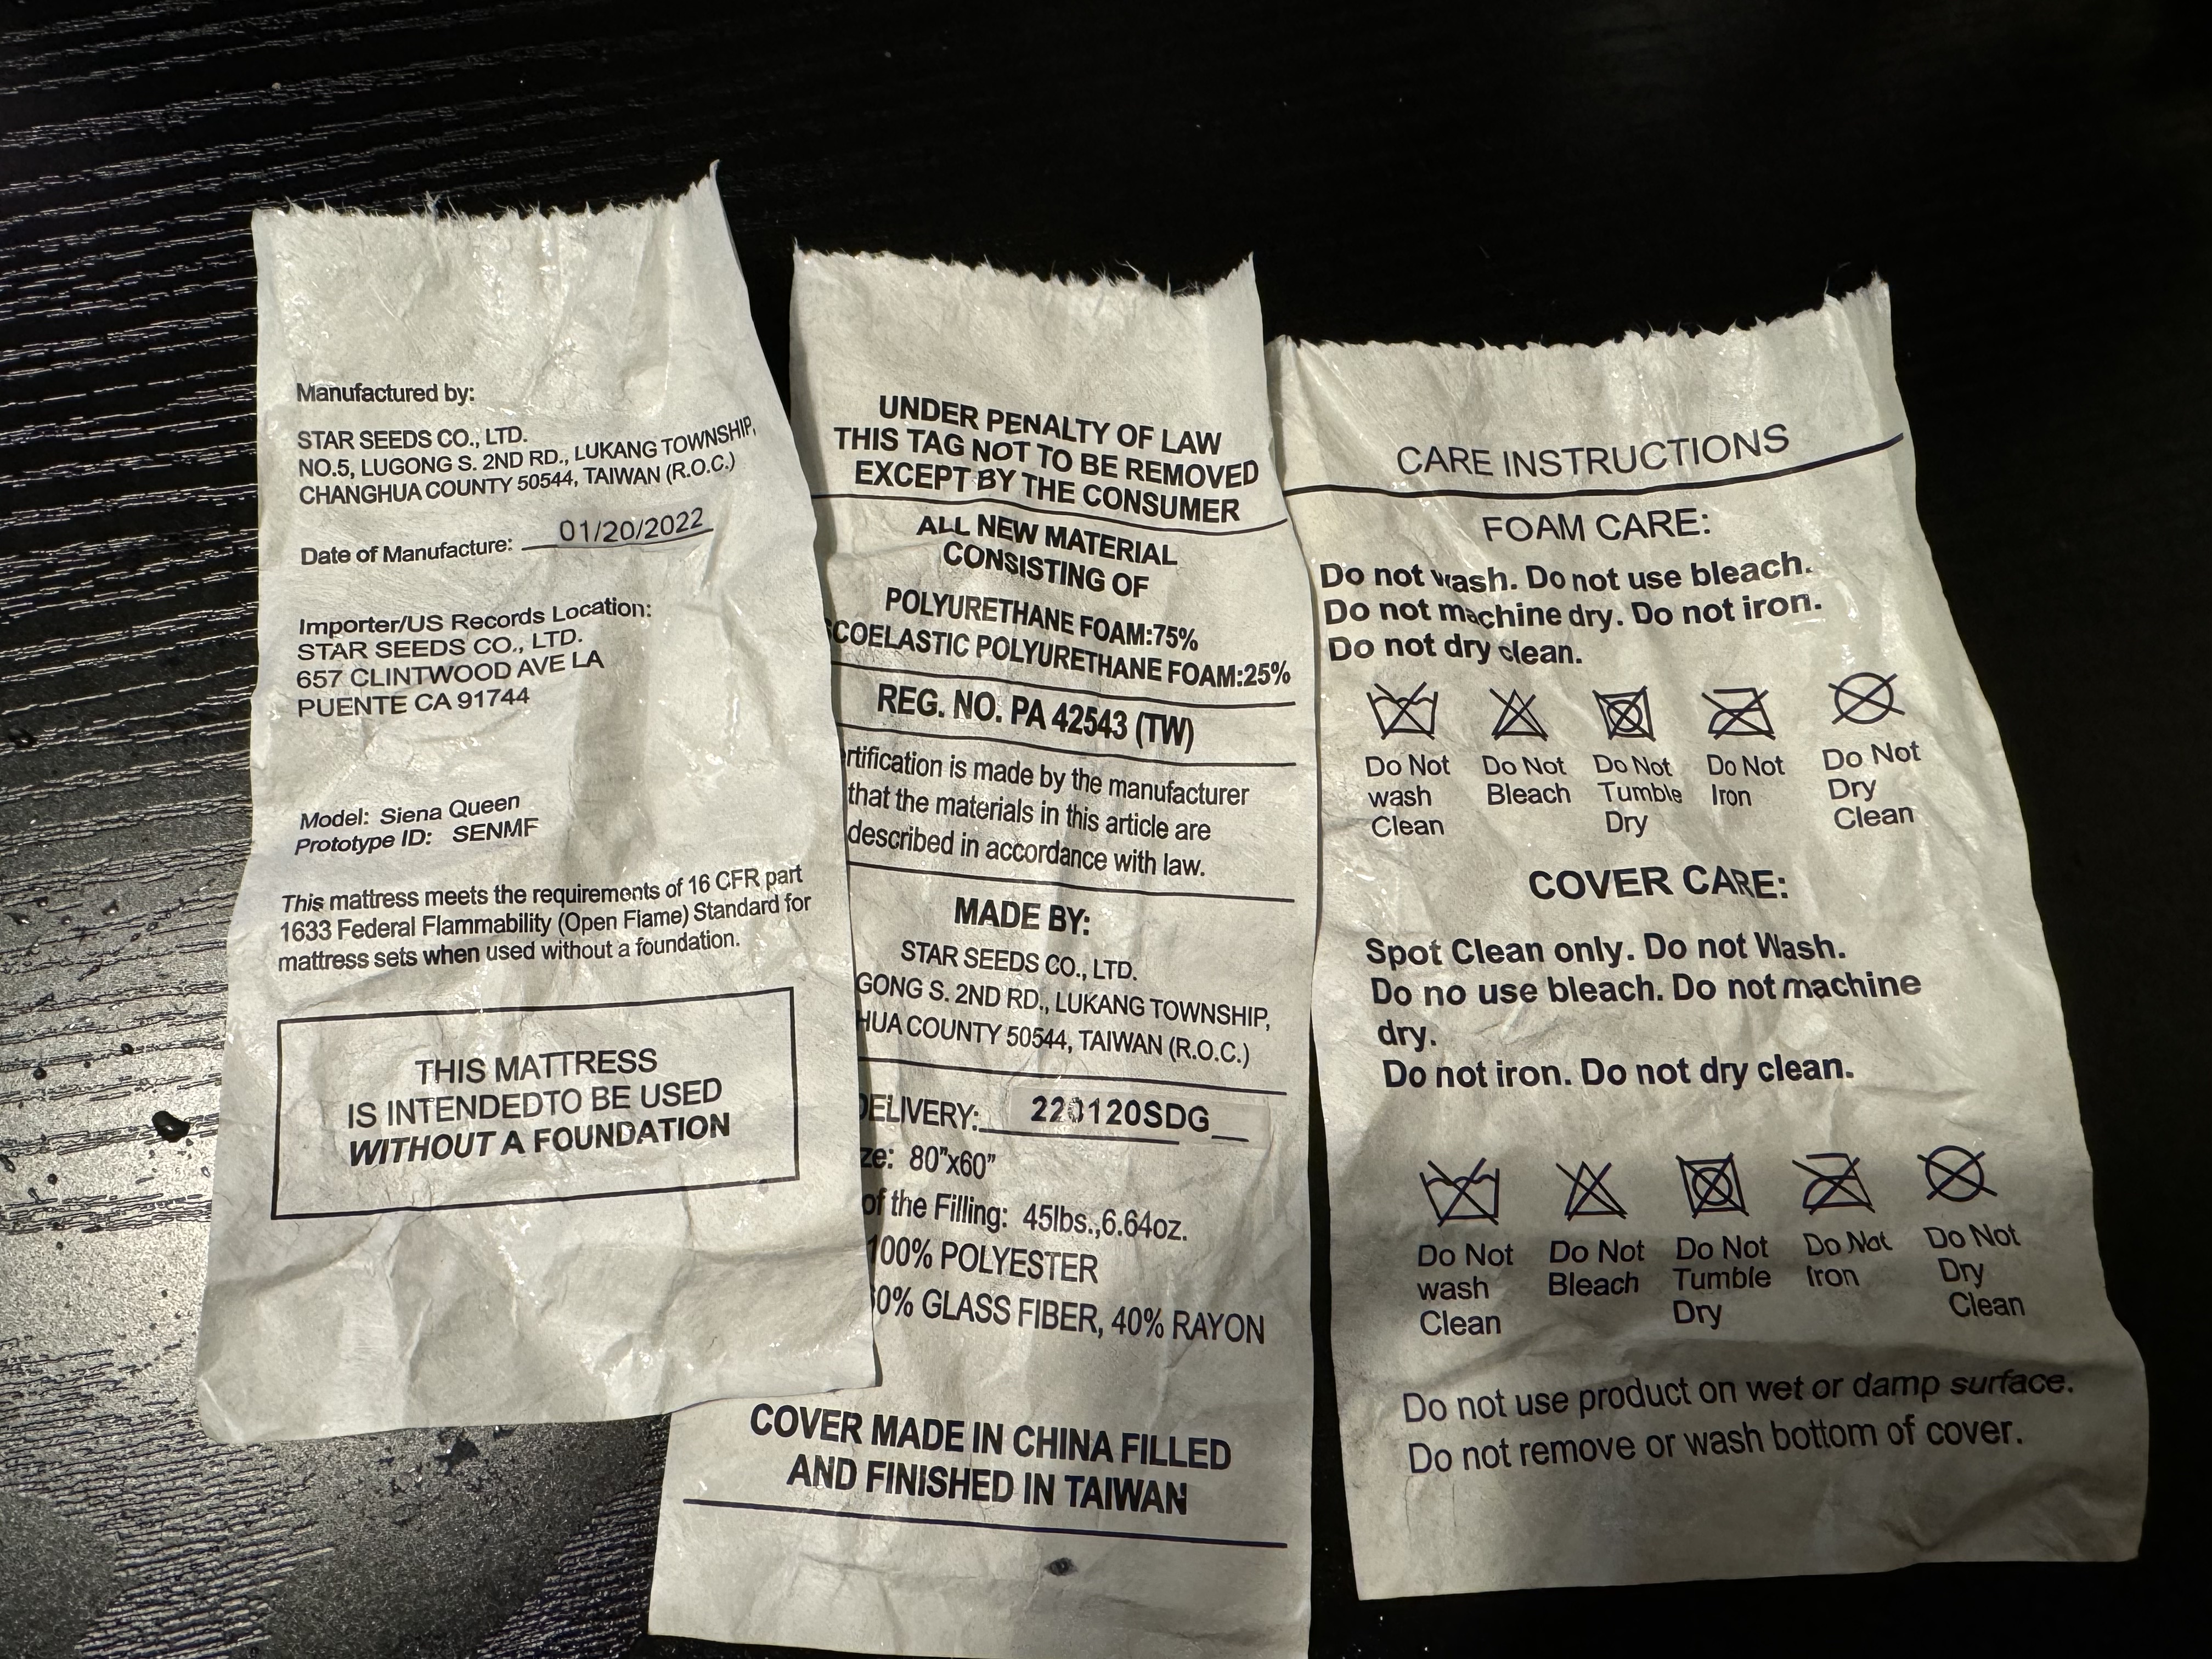 Manufactured by:
STAR SEEDS CO., LTD.
NO.5, LUGONG S. 2ND RD., LUKANG TOWNSHIP,
CHANGHUA COUNTY 50544, TAIWAN (R.O.C.)
Date of Manufacture: 01/20/2022
Importer/US Records Location:
STAR SEEDS CO., LTD.
657 CLINTWOOD AVE LA
PUENTE CA 91744
Model: Siena Queen
Prototype ID: SENMF
This mattress meets the requirements of 16 CFR part
1633 Federal Flammability (Open Flame) Standard for
mattress sets when used without a foundation.
THIS MATTRESS
IS INTENDEDTO BE USED
WITHOUT A FOUNDATION
UNDER PENALTY OF LAW
THIS TAG NOT TO BE REMOVED
EXCEPT BY THE CONSUMER
ALL NEW MATERIAL
CONSISTING OF
POLYURETHANE FOAM:75%
COELASTIC POLYURETHANE FOAM:25%
REG. NO. PA 42543 (TW)
rtification is made by the manufacturer
that the materials in this article are
described in accordance with law.
MADE BY:
STAR SEEDS CO., LTD.
GONG S. 2ND RD., LUKANG TOWNSHIP,
HUA COUNTY 50544, TAIWAN (R.O.C.)
DELIVERY: 220120SDG
ze: 80"x60"
of the Filling: 45lbs.,6.64oz.
100% POLYESTER
0% GLASS FIBER, 40% RAYON
COVER MADE IN CHINA FILLED
AND FINISHED IN TAIWAN
CARE INSTRUCTIONS
FOAM CARE:
Do not wash. Do not use bleach.
Do not machine dry. Do not iron.
Do not dry clean.
Do Not wash Clean
Do Not Bleach
Do Not Tumble Dry
Do Not Iron
Do Not Dry Clean
COVER CARE:
Spot Clean only. Do not Wash.
Do no use bleach. Do not machine
dry.
Do not iron. Do not dry clean.
Do Not wash Clean
Do Not Bleach
Do Not Tumble Dry
Do Not Iron
Do Not Dry Clean
Do not use product on wet or damp surface.
Do not remove or wash bottom of cover.